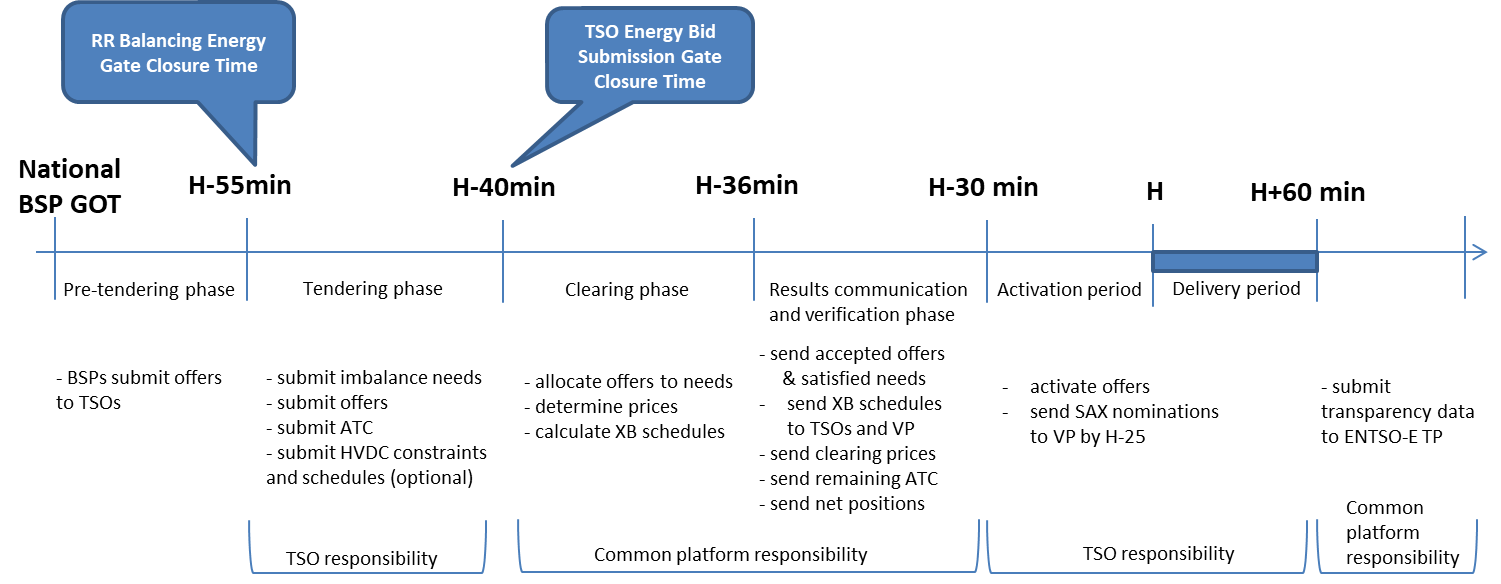 RR Balancing Energy
Gate Closure Time
TSO Energy Bid
Submission Gate
Closure Time
National
BSP GOT
H-55min
H-40min
H-36min
H-30 min
H
H+60 min
Pre-tendering phase
Tendering phase
Clearing phase
Results communication
and verification phase
Activation period
Delivery period
- BSPs submit offers
to TSOs
- submit imbalance needs
- submit offers
- submit ATC
- submit HVDC constraints
and schedules (optional)
- allocate offers to needs
- determine prices
- calculate XB schedules
- send accepted offers
& satisfied needs
- send XB schedules
to TSOs and VP
- send clearing prices
- send remaining ATC
- send net positions
- activate offers
- send SAX nominations
to VP by H-25
- submit
transparency data
to ENTSO-E TP
TSO responsibility
Common platform responsibility
TSO responsibility
Common
platform
responsibility